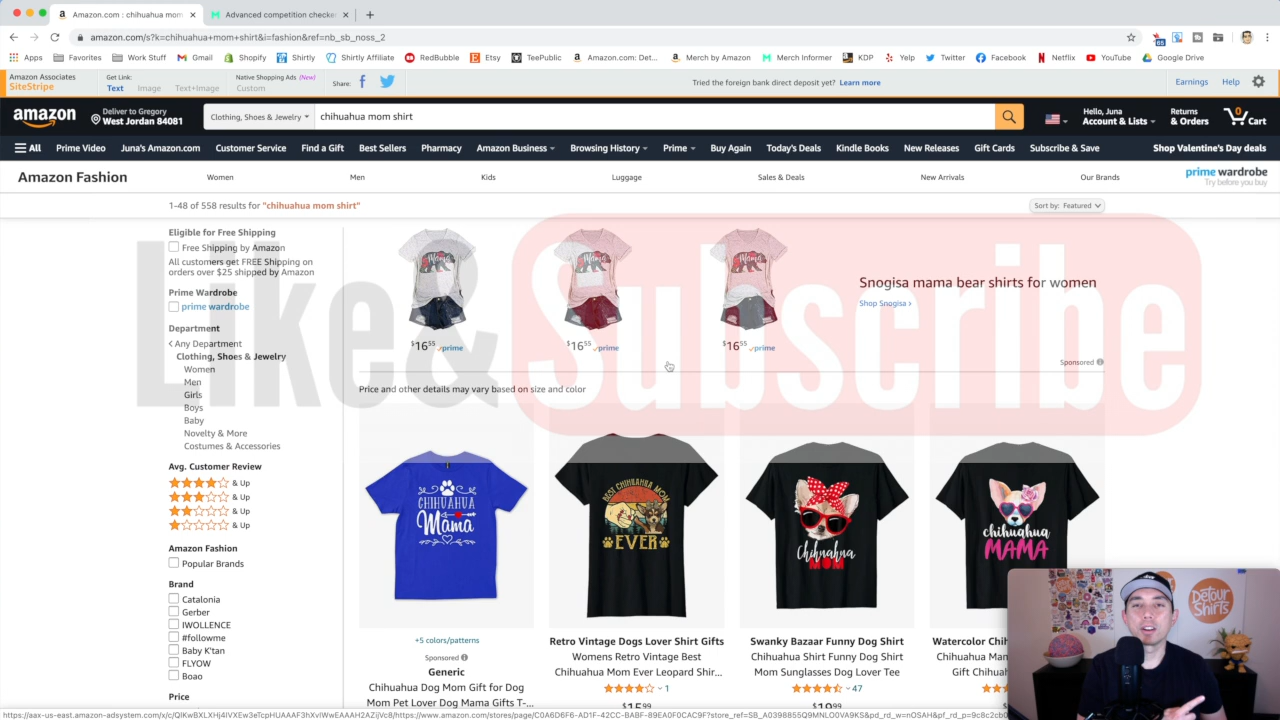 Amazon.com : chihuahua mom
Advanced competition checke
amazon.com/s?k=chihuahua+mom+shirt&i=fashion&ref=nb_sb_noss_2
Apps Favorites Work Stuff Gmail Shopify Shirtly Shirtly Affiliate RedBubble Etsy TeePublic Amazon.com: Det... Merch by Amazon Merch Informer KDP Yelp Twitter Facebook Netflix YouTube Google Drive
Amazon Associates
SiteStripe
Get Link:
Text Image Text+Image
Native Shopping Ads (New)
Custom
Share:
Tried the foreign bank direct deposit yet? Learn more
Earnings Help
amazon
Deliver to Gregory
West Jordan 84081
Clothing, Shoes & Jewelry
chihuahua mom shirt
Hello, Juna
Account & Lists
Returns
& Orders
0
Cart
All Prime Video Juna's Amazon.com Customer Service Find a Gift Best Sellers Pharmacy Amazon Business Browsing History Prime Buy Again Today's Deals Kindle Books New Releases Gift Cards Subscribe & Save Shop Valentine's Day deals
Amazon Fashion
Women Men Kids Luggage Sales & Deals New Arrivals Our Brands
prime wardrobe
Try before you buy
1-48 of 558 results for "chihuahua mom shirt"
Sort by: Featured
Like & Subscribe
Eligible for Free Shipping
Free Shipping by Amazon
All customers get FREE Shipping on
orders over $25 shipped by Amazon
Prime Wardrobe
prime wardrobe
Department
Any Department
Clothing, Shoes & Jewelry
Women
Men
Girls
Boys
Baby
Novelty & More
Costumes & Accessories
Avg. Customer Review
& Up
& Up
& Up
& Up
Amazon Fashion
Popular Brands
Brand
Catalonia
Gerber
IWOLLENCE
#followme
Baby K'tan
FLYOW
Boao
Price
Mama
Mama
Mama
$1655 prime
$1655 prime
$1655 prime
Snogisa mama bear shirts for women
Shop Snogisa ›
Sponsored
Price and other details may vary based on size and color
CHIHUAHUA
Mama
BEST CHIHUAHUA MOM
EVER
Chihuahua
MOM
chihuahua
MAMA
+5 colors/patterns
Sponsored
Generic
Chihuahua Dog Mom Gift for Dog
Mom Pet Lover Dog Mama Gifts T-...
Retro Vintage Dogs Lover Shirt Gifts
Womens Retro Vintage Best
Chihuahua Mom Ever Leopard Shir...
1
Swanky Bazaar Funny Dog Shirt
Chihuahua Shirt Funny Dog Shirt
Mom Sunglasses Dog Lover Tee
47
Watercolor Chih
Chihuahua Man
Gift Chihuahua
DETOUR
SHIRTS